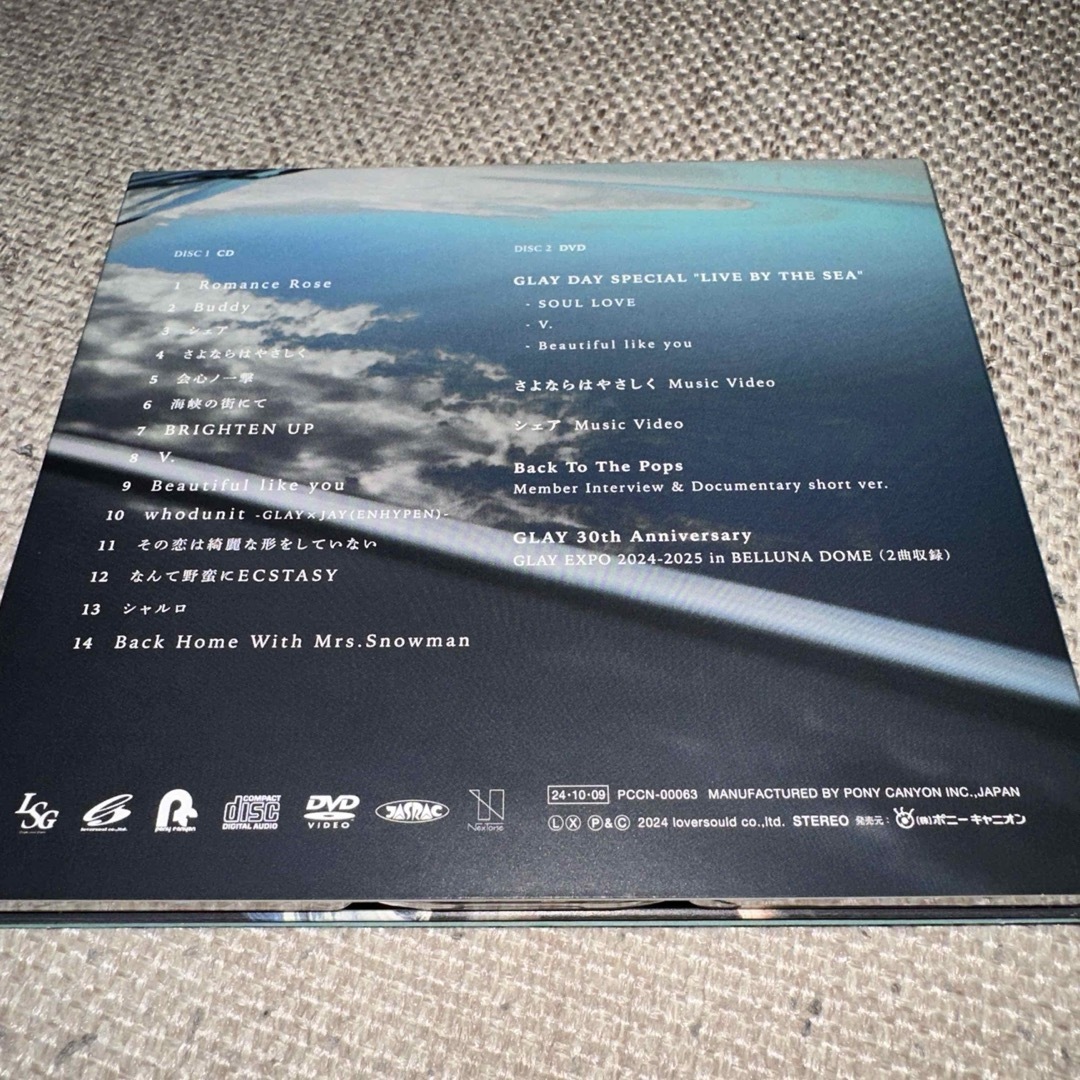 DISC 1 CD
1 Romance Rose
2 Buddy
3 シェア
4 さよならはやさしく
5 会心ノ一撃
6 海峡の街にて
7 BRIGHTEN UP
8 V.
9 Beautiful like you
10 whodunit -GLAY×JAY(ENHYPEN)-
11 その恋は綺麗な形をしていない
12 なんて野蛮にECSTASY
13 シャルロ
14 Back Home With Mrs.Snowman
DISC 2 DVD
GLAY DAY SPECIAL "LIVE BY THE SEA"
- SOUL LOVE
- V.
- Beautiful like you
さよならはやさしく Music Video
シェア Music Video
Back To The Pops
Member Interview & Documentary short ver.
GLAY 30th Anniversary
GLAY EXPO 2024-2025 in BELLUNA DOME（2曲収録）
LSG
loversoul co.,ltd.
pony canyon
COMPACT
disc
DIGITAL AUDIO
DVD
VIDEO
JASRAC
NexTone
24・10・09 PCCN-00063 MANUFACTURED BY PONY CANYON INC.,JAPAN
Ⓛ Ⓧ Ⓟ&Ⓒ 2024 loversould co.,ltd. STEREO 発売元: (株)ポニーキャニオン